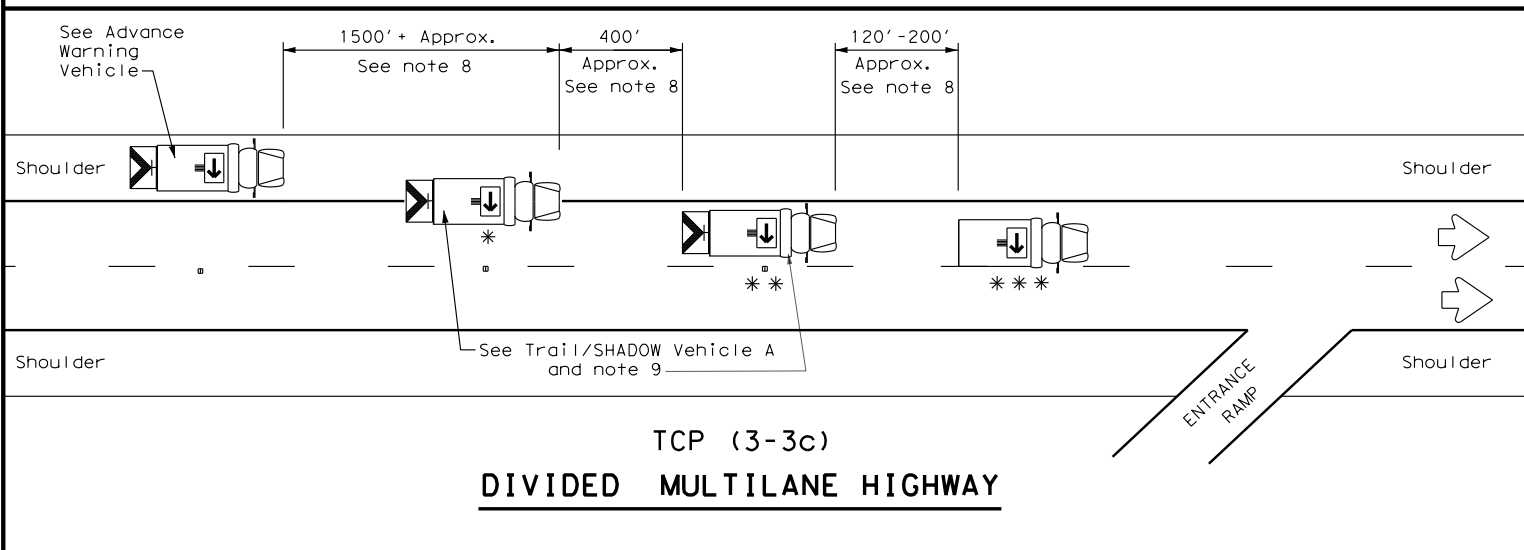 See Advance
Warning
Vehicle
1500'+ Approx.
See note 8
400'
Approx.
See note 8
120'-200'
Approx.
See note 8
Shoulder
Shoulder
*
**
***
See Trail/SHADOW Vehicle A
and note 9
Shoulder
Shoulder
ENTRANCE
RAMP
TCP (3-3c)
DIVIDED MULTILANE HIGHWAY